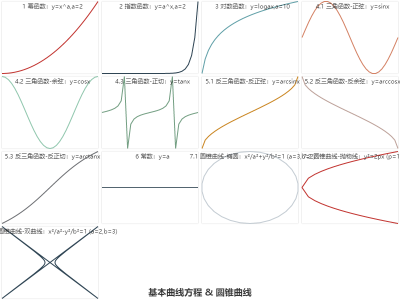 1 幂函数：y=x^a,a=2
2 指数函数：y=a^x,a=2
3 对数函数：y=logax,a=10
4.1 三角函数-正弦：y=sinx
4.2 三角函数-余弦：y=cosx
4.3 三角函数-正切：y=tanx
5.1 反三角函数-反正弦：y=arcsinx
5.2 反三角函数-反余弦：y=arccosx
5.3 反三角函数-反正切：y=arctanx
6 常数：y=a
7.1 圆锥曲线-椭圆：x²/a²+y²/b²=1 (a=3,b=2)
圆锥曲线-抛物线：y²=2px (p=1
圆锥曲线-双曲线：x²/a²-y²/b²=1 (a=2,b=3)
基本曲线方程 & 圆锥曲线